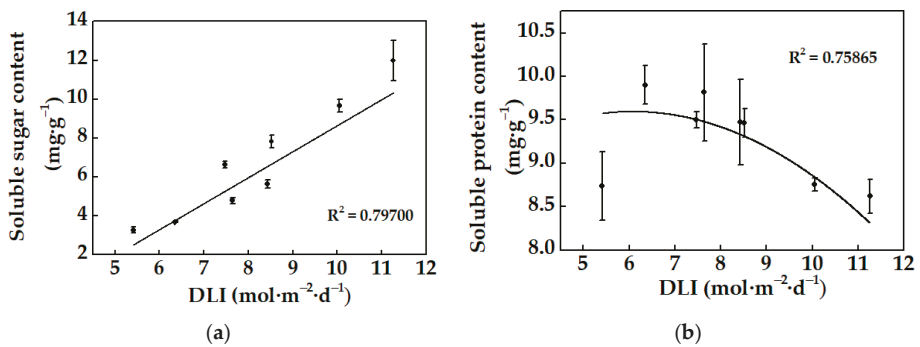 (a)
Soluble sugar content
(mg·g⁻¹)
14
12
10
8
6
4
2
R² = 0.79700
5 6 7 8 9 10 11 12
DLI (mol·m⁻²·d⁻¹)
(a)
Soluble protein content
(mg·g⁻¹)
10.5
10.0
9.5
9.0
8.5
8.0
(b)
R² = 0.75865
5 6 7 8 9 10 11 12
DLI (mol·m⁻²·d⁻¹)
(b)